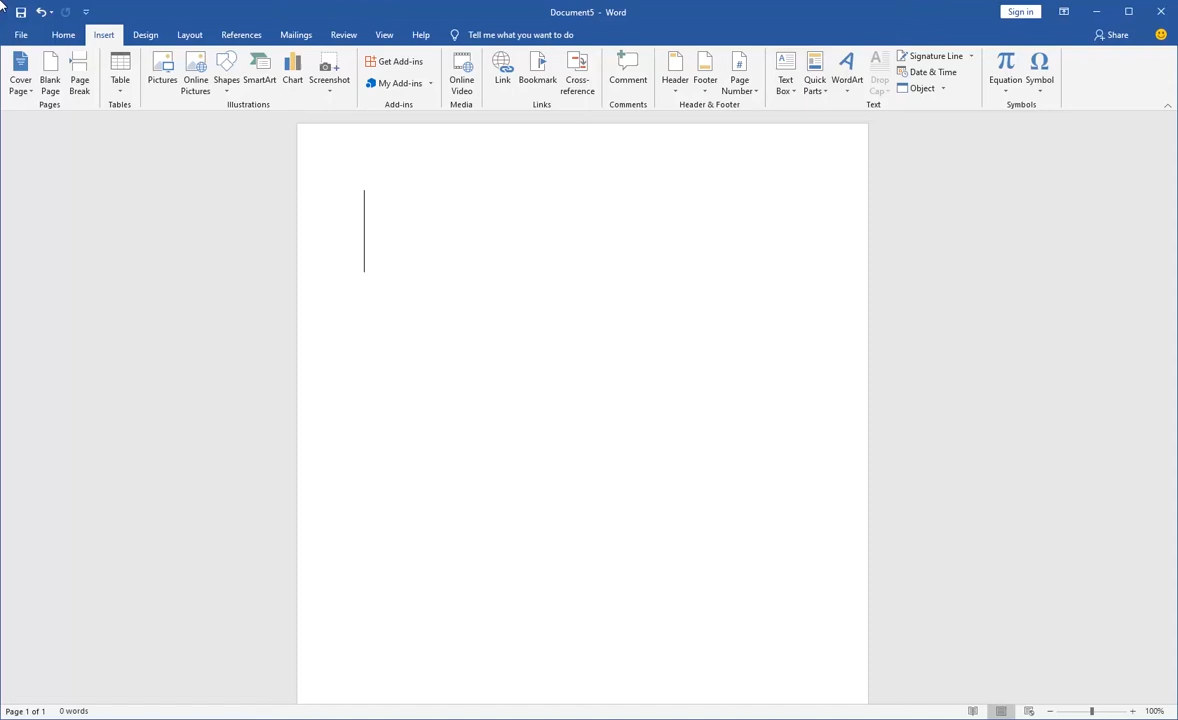 Document5 - Word
Sign in
File Home Insert Design Layout References Mailings Review View Help Tell me what you want to do Share
Cover Page Blank Page Page Break Table Pictures Online Pictures Shapes SmartArt Chart Screenshot Get Add-ins My Add-ins Online Video Link Bookmark Cross-reference Comment Header Footer Page Number Text Box Quick Parts WordArt Drop Cap Signature Line Date & Time Object Equation Symbol
Pages Tables Illustrations Add-ins Media Links Comments Header & Footer Text Symbols
Page 1 of 1 0 words 100%